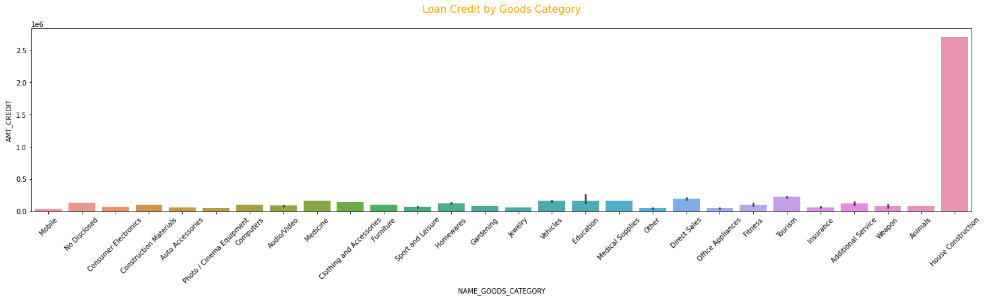 Loan Credit by Goods Category
1e6
2.5
2.0
1.5
1.0
0.5
0.0
AMT_CREDIT
Mobile
No Disclosed
Consumer Electronics
Construction Materials
Auto Accessories
Photo / Cinema Equipment
Computers
Audio/Video
Medicine
Clothing and Accessories
Furniture
Sport and Leisure
Homewares
Gardening
Jewelry
Vehicles
Education
Medical Supplies
Other
Direct Sales
Office Appliances
Fitness
Tourism
Insurance
Additional Service
Weapon
Animals
House Construction
NAME_GOODS_CATEGORY